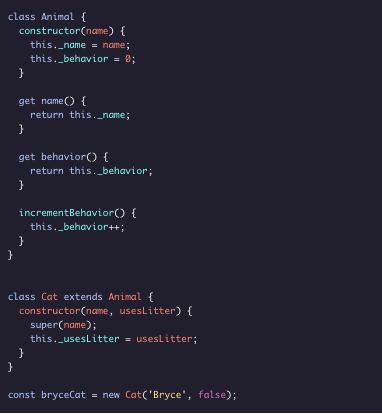 class Animal {
  constructor(name) {
    this._name = name;
    this._behavior = 0;
  }

  get name() {
    return this._name;
  }

  get behavior() {
    return this._behavior;
  }

  incrementBehavior() {
    this._behavior++;
  }
}


class Cat extends Animal {
  constructor(name, usesLitter) {
    super(name);
    this._usesLitter = usesLitter;
  }
}

const bryceCat = new Cat('Bryce', false);